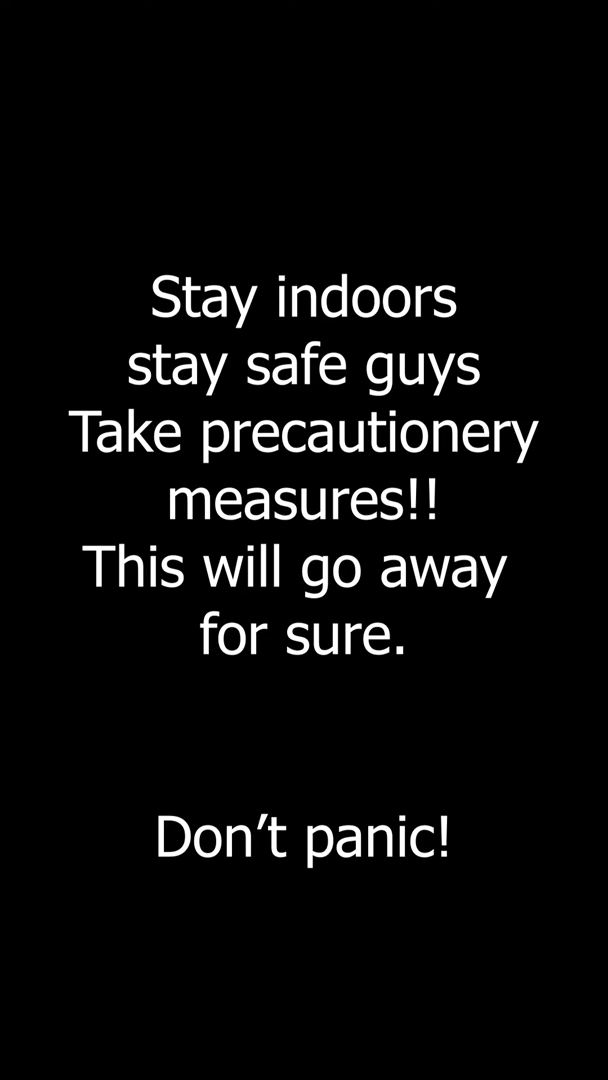 Stay indoors
stay safe guys
Take precautionery
measures!!
This will go away
for sure.
Don’t panic!